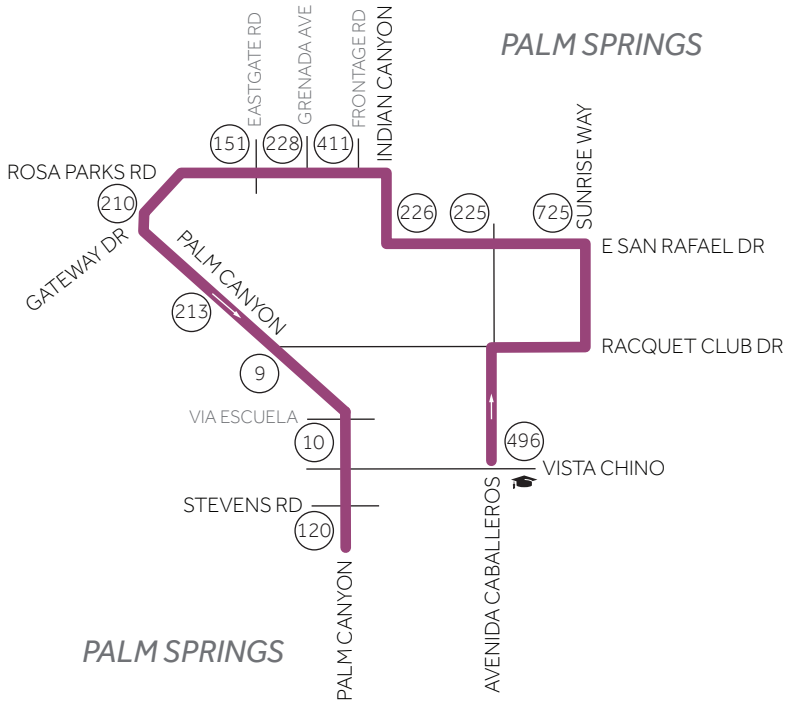 PALM SPRINGS
EASTGATE RD
GRENADA AVE
FRONTAGE RD
INDIAN CANYON
SUNRISE WAY
151
228
411
ROSA PARKS RD
210
226
225
725
GATEWAY DR
PALM CANYON
E SAN RAFAEL DR
213
RACQUET CLUB DR
9
VIA ESCUELA
10
496
VISTA CHINO
STEVENS RD
120
PALM CANYON
AVENIDA CABALLEROS
PALM SPRINGS